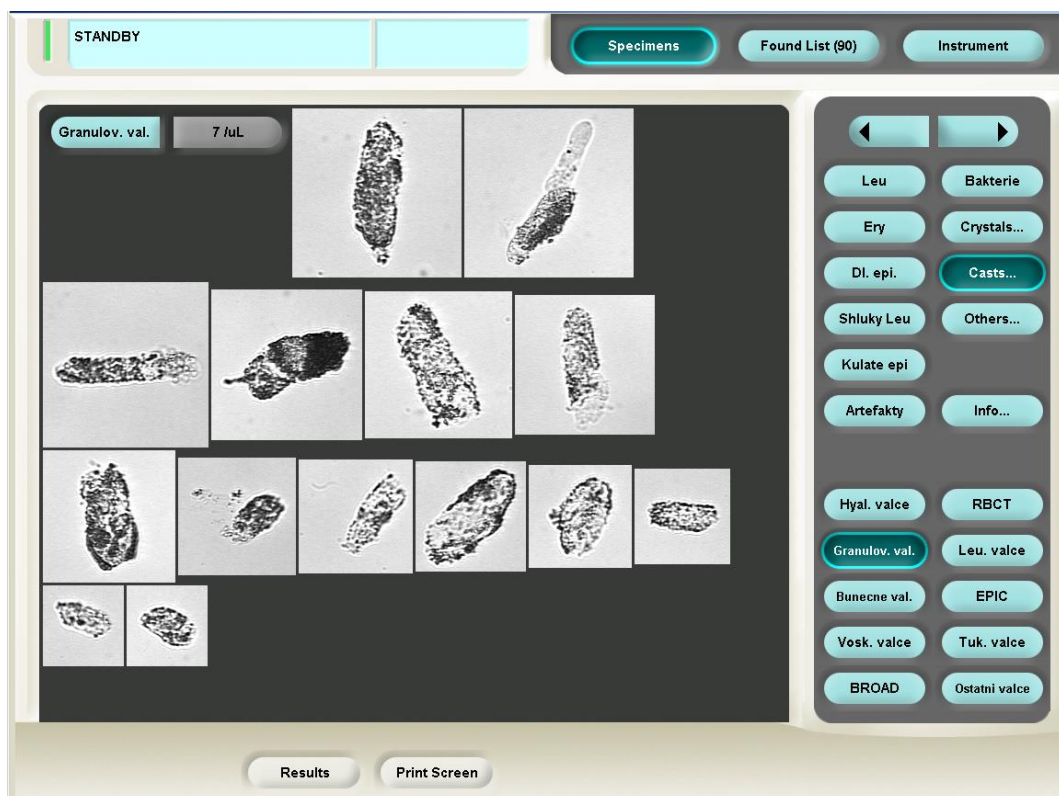 STANDBY
Specimens
Found List (90)
Instrument
Granulov. val.
7 /uL
Leu
Bakterie
Ery
Crystals...
Dl. epi.
Casts...
Shluky Leu
Others...
Kulate epi
Artefakty
Info...
Hyal. valce
RBCT
Granulov. val.
Leu. valce
Bunecne val.
EPIC
Vosk. valce
Tuk. valce
BROAD
Ostatni valce
Results
Print Screen